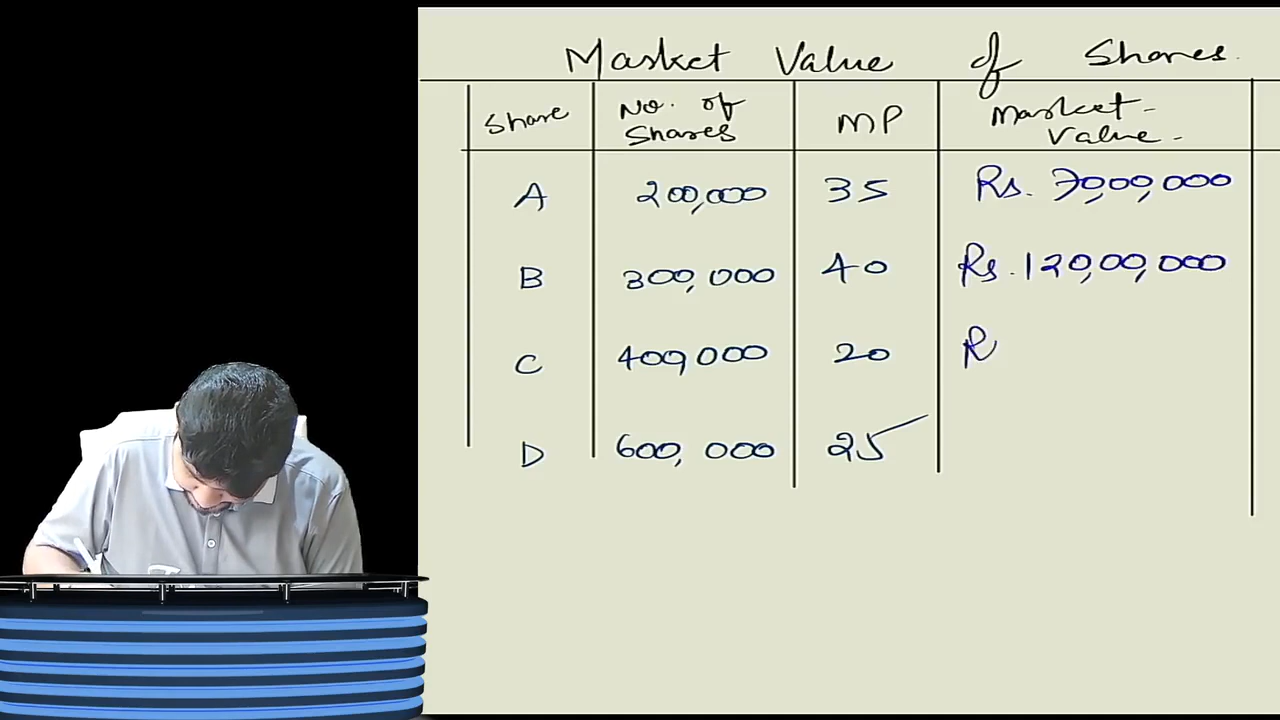 Market Value of Shares.
Share No. of Shares MP Market Value
A 200,000 35 Rs. 70,00,000
B 300,000 40 Rs. 120,00,000
C 400,000 20 R
D 600,000 25